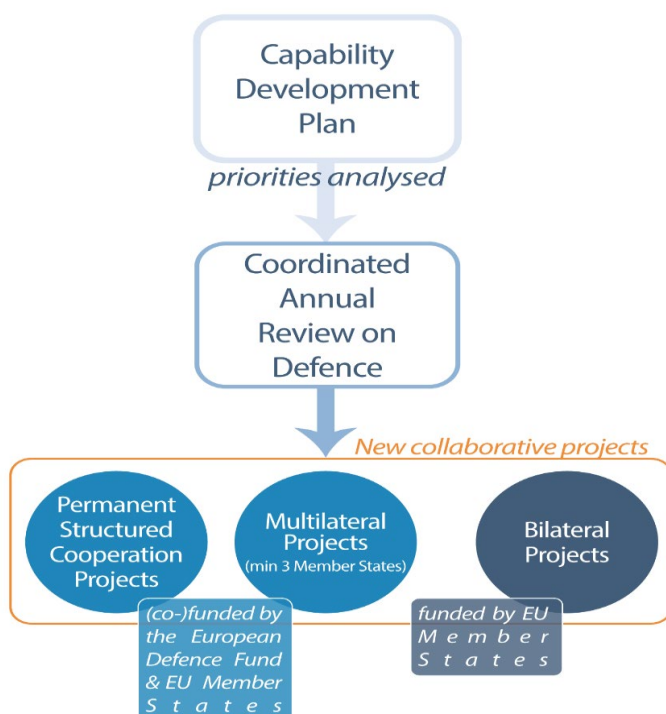 Capability
Development
Plan
priorities analysed
Coordinated
Annual
Review on
Defence
New collaborative projects
Permanent
Structured
Cooperation
Projects
Multilateral
Projects
(min 3 Member States)
Bilateral
Projects
(co-)funded by
the European
Defence Fund
& EU Member
States
funded by EU
Member
States